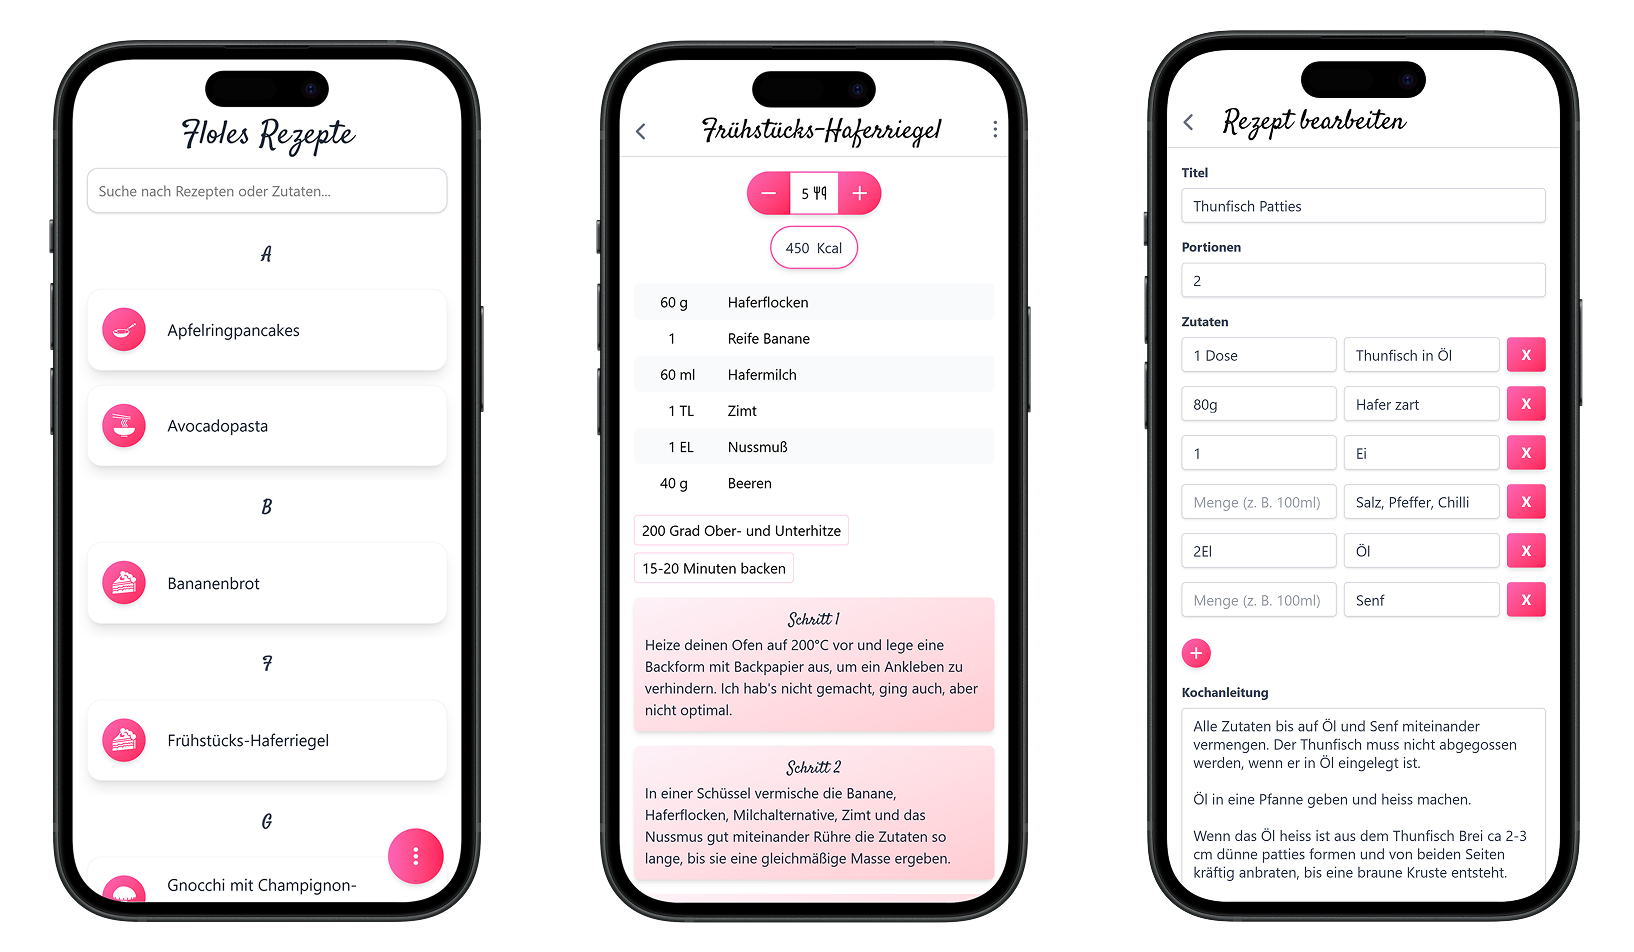 Floles Rezepte
Suche nach Rezepten oder Zutaten...
A
Apfelringpancakes
Avocadopasta
B
Bananenbrot
F
Frühstücks-Haferriegel
G
Gnocchi mit Champignon-
Frühstücks-Haferriegel
5
450 Kcal
60 g Haferflocken
1 Reife Banane
60 ml Hafermilch
1 TL Zimt
1 EL Nussmuß
40 g Beeren
200 Grad Ober- und Unterhitze
15-20 Minuten backen
Schritt 1
Heize deinen Ofen auf 200°C vor und lege eine
Backform mit Backpapier aus, um ein Ankleben zu
verhindern. Ich hab's nicht gemacht, ging auch, aber
nicht optimal.
Schritt 2
In einer Schüssel vermische die Banane,
Haferflocken, Milchalternative, Zimt und das
Nussmus gut miteinander Rühre die Zutaten so
lange, bis sie eine gleichmäßige Masse ergeben.
Rezept bearbeiten
Titel
Thunfisch Patties
Portionen
2
Zutaten
1 Dose Thunfisch in Öl X
80g Hafer zart X
1 Ei X
Menge (z. B. 100ml) Salz, Pfeffer, Chilli X
2El Öl X
Menge (z. B. 100ml) Senf X
Kochanleitung
Alle Zutaten bis auf Öl und Senf miteinander
vermengen. Der Thunfisch muss nicht abgegossen
werden, wenn er in Öl eingelegt ist.
Öl in eine Pfanne geben und heiss machen.
Wenn das Öl heiss ist aus dem Thunfisch Brei ca 2-3
cm dünne patties formen und von beiden Seiten
kräftig anbraten, bis eine braune Kruste entsteht.